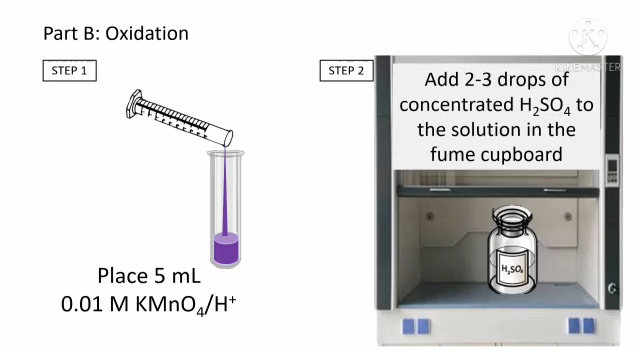 Part B: Oxidation
STEP 1
STEP 2
KINEMASTER
Add 2-3 drops of
concentrated H₂SO₄ to
the solution in the
fume cupboard
H₂SO₄
Place 5 mL
0.01 M KMnO₄/H⁺